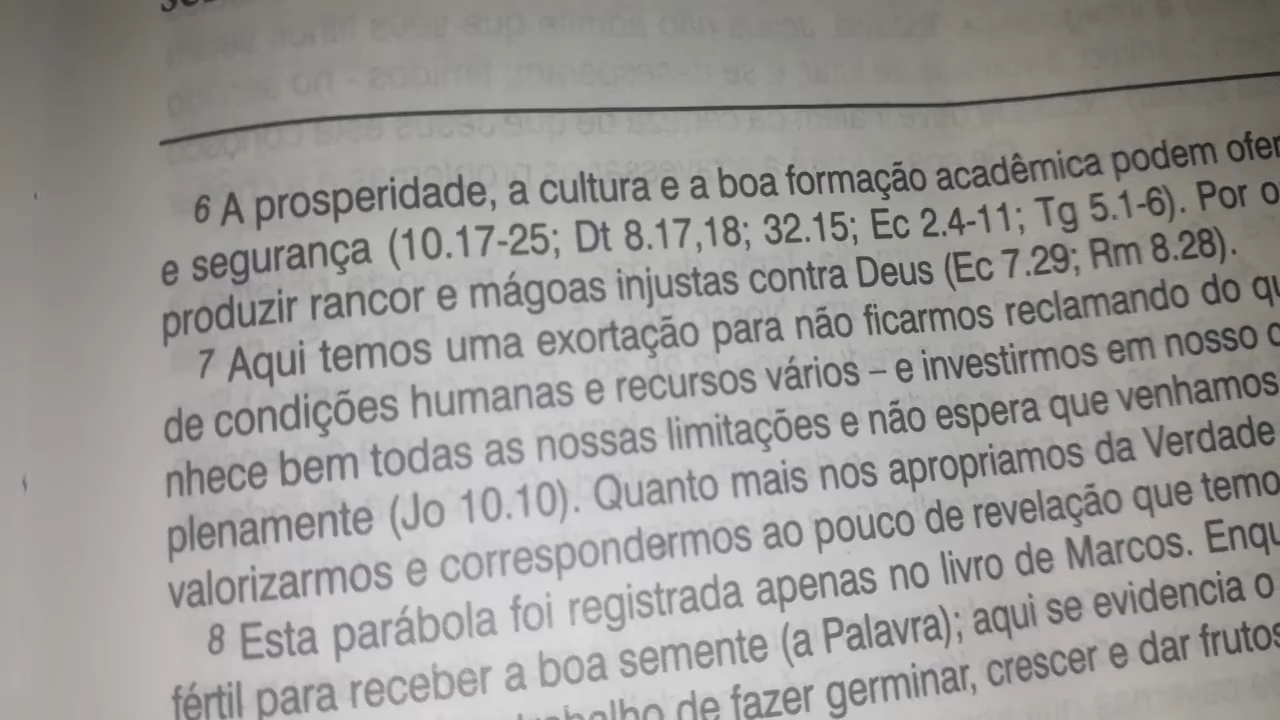 6 A prosperidade, a cultura e a boa formação acadêmica podem
e segurança (10.17-25; Dt 8.17,18; 32.15; Ec 2.4-11; Tg 5.1-6). Por
produzir rancor e mágoas injustas contra Deus (Ec 7.29; Rm 8.28).
7 Aqui temos uma exortação para não ficarmos reclamando do
de condições humanas e recursos vários – e investirmos em nosso
nhece bem todas as nossas limitações e não espera que venhamos
plenamente (Jo 10.10). Quanto mais nos apropriamos da Verdade
valorizarmos e correspondermos ao pouco de revelação que
8 Esta parábola foi registrada apenas no livro de Marcos.
fértil para receber a boa semente (a Palavra); aqui se evidencia o
de fazer germinar, crescer e dar frutos